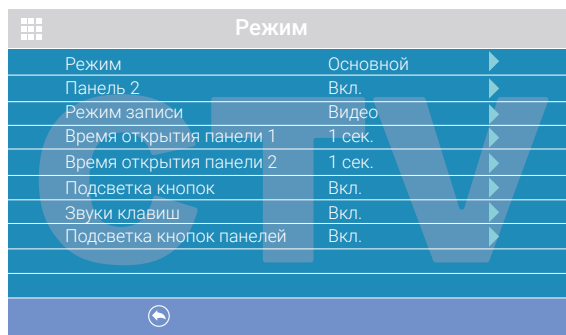 Режим
Режим Основной
Панель 2 Вкл.
Режим записи Видео
Время открытия панели 1 1 сек.
Время открытия панели 2 1 сек.
Подсветка кнопок Вкл.
Звуки клавиш Вкл.
Подсветка кнопок панелей Вкл.
CTV